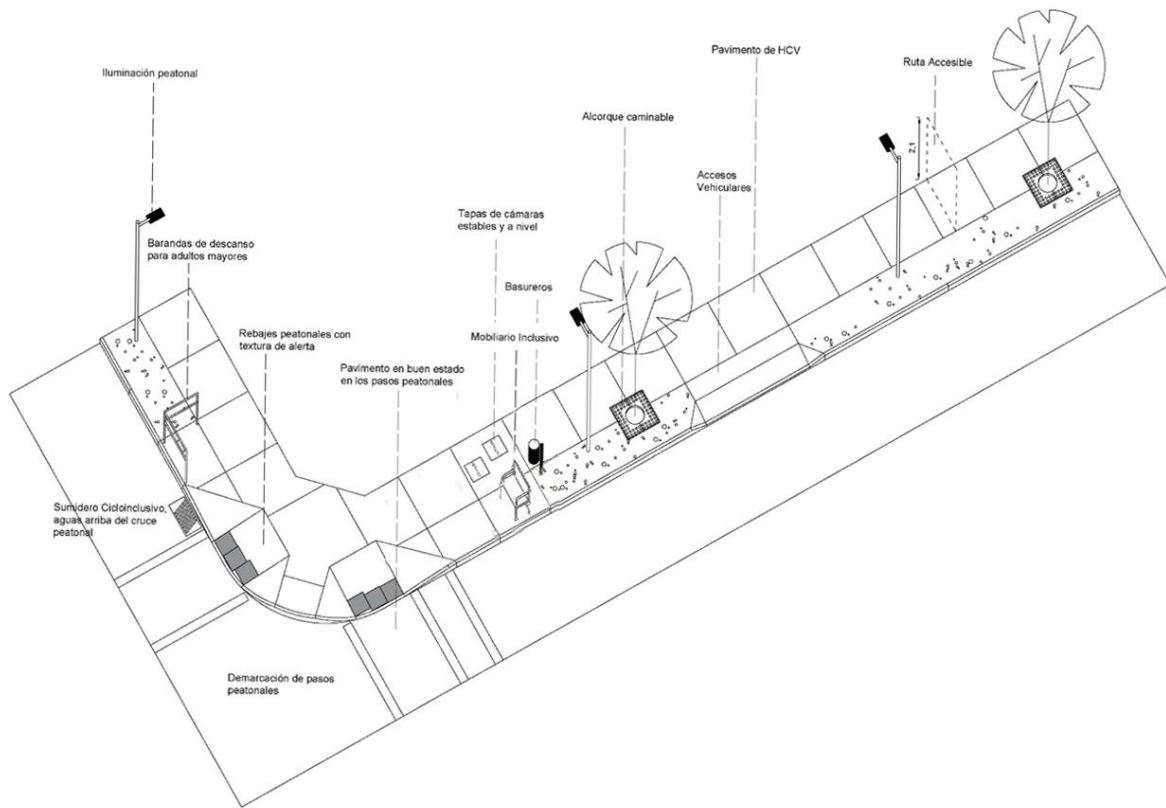 Iluminación peatonal
Barandas de descanso
para adultos mayores
Rebajes peatonales con
textura de alerta
Pavimento en buen estado
en los pasos peatonales
Tapas de cámaras
estables y a nivel
Basureros
Mobiliario Inclusivo
Alcorque caminable
Accesos
Vehiculares
Pavimento de HCV
Ruta Accesible
2,1
Sumidero Cicloinclusivo,
aguas arriba del cruce
peatonal
Demarcación de pasos
peatonales